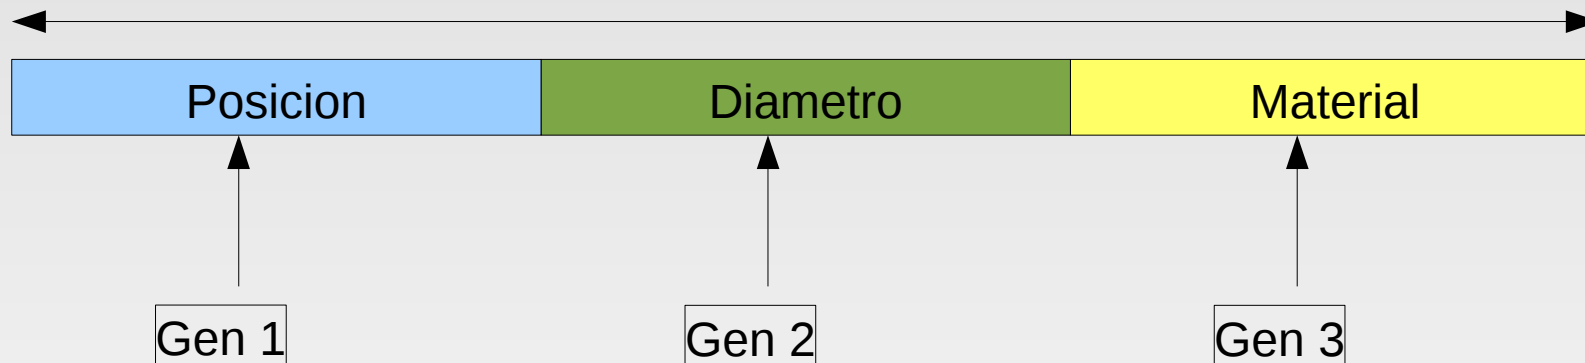 Posicion Diametro Material
Gen 1 Gen 2 Gen 3